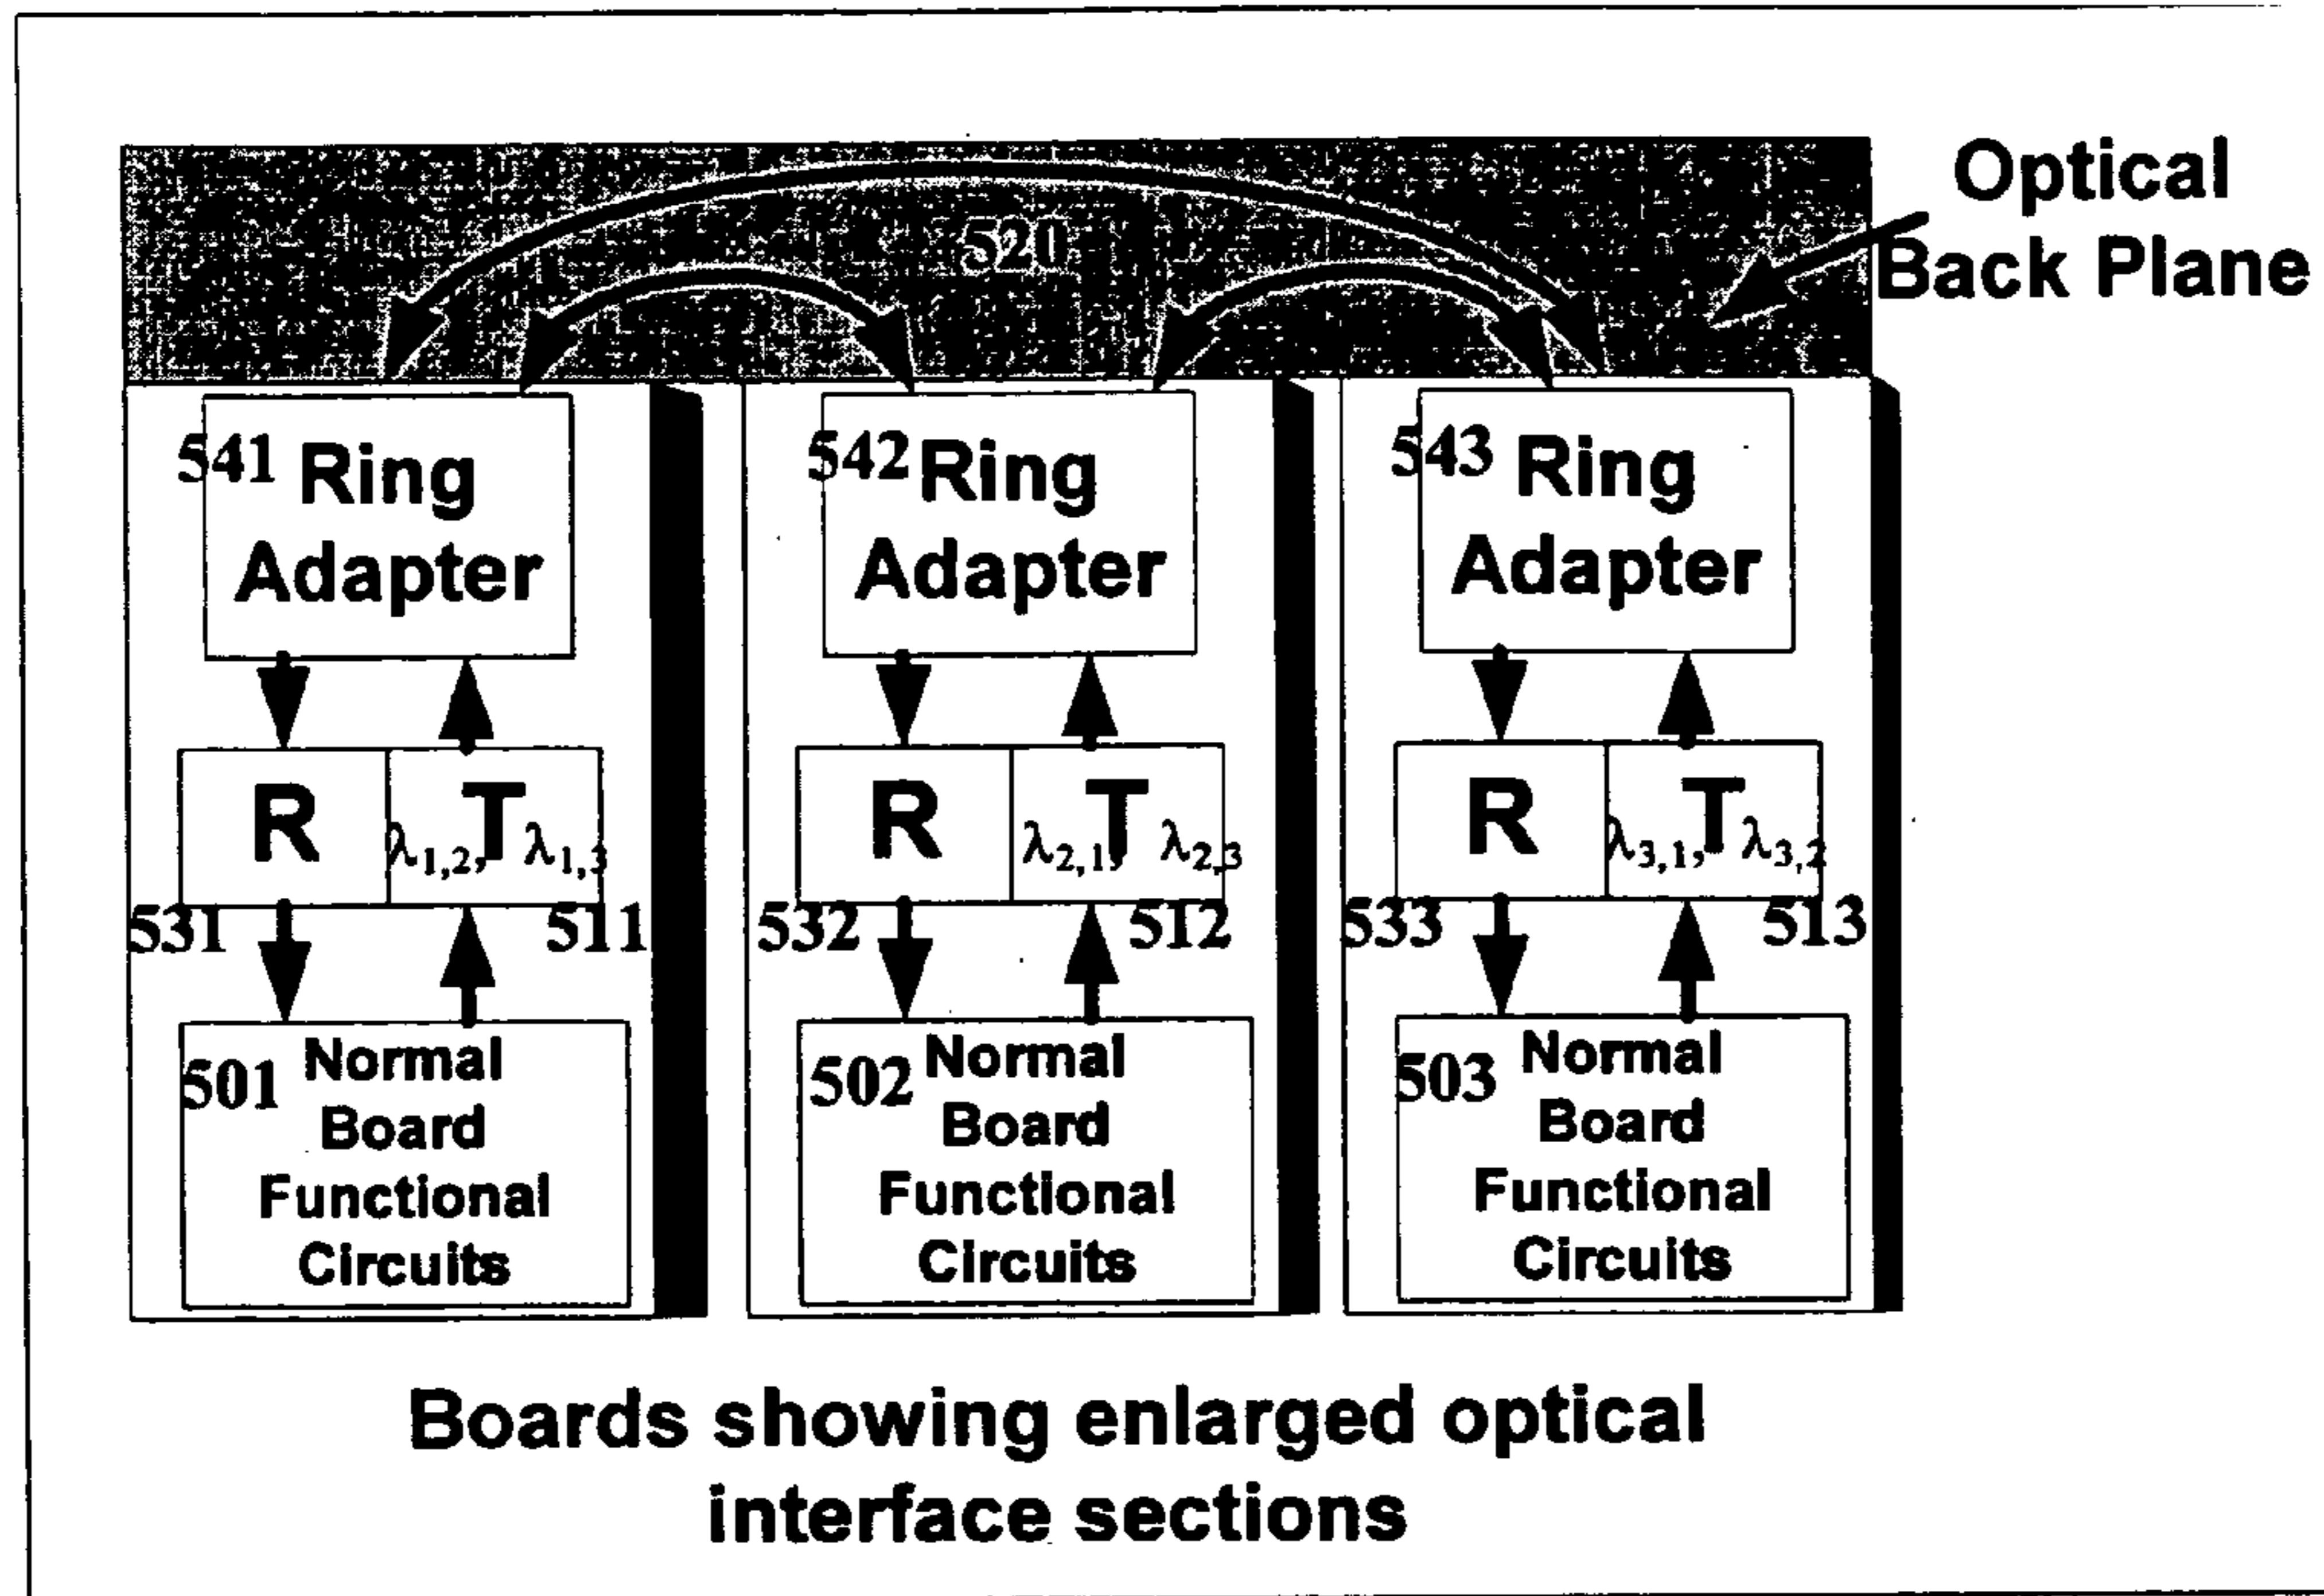 Optical
Back Plane
520
541 Ring
Adapter
542 Ring
Adapter
543 Ring
Adapter
R
T
λ1,2, λ1,3
531
511
R
T
λ2,1, λ2,3
532
512
R
T
λ3,1, λ3,2
533
513
501 Normal
Board
Functional
Circuits
502 Normal
Board
Functional
Circuits
503 Normal
Board
Functional
Circuits
Boards showing enlarged optical
interface sections